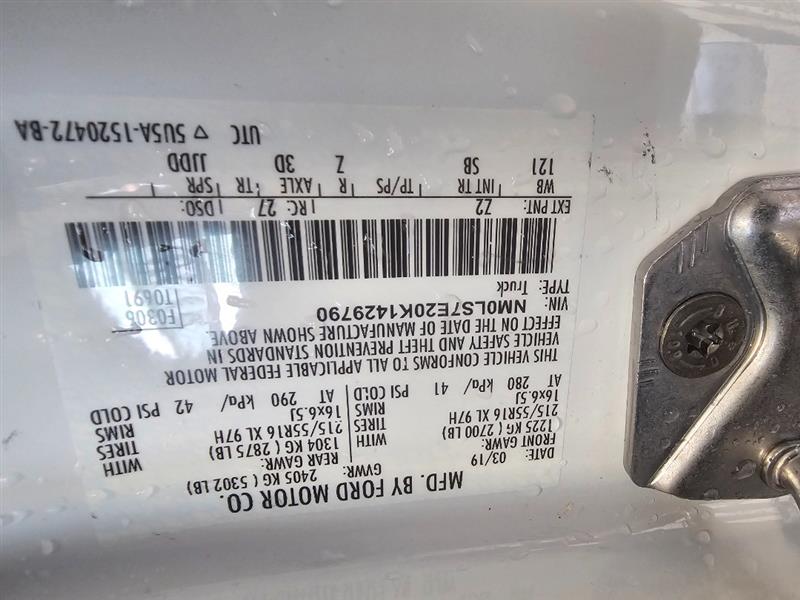 MFD. BY FORD MOTOR CO.
DATE: 03/19 GVWR: 2405 KG ( 5302 LB)
FRONT GAWR: REAR GAWR:
1225 KG ( 2700 LB) WITH 1304 KG ( 2875 LB) WITH
215/55R16 XL 97H TIRES 215/55R16 XL 97H TIRES
16x6.5J RIMS 16x6.5J RIMS
AT 280 kPa/ 41 PSI COLD AT 290 kPa/ 42 PSI COLD
THIS VEHICLE CONFORMS TO ALL APPLICABLE FEDERAL MOTOR
VEHICLE SAFETY AND THEFT PREVENTION STANDARDS IN
EFFECT ON THE DATE OF MANUFACTURE SHOWN ABOVE.
VIN: NM0LS7E20K1429790 F0306
TYPE: Truck T0691
EXT PNT: Z2 RC: 27 DSO:
WB INT TR TP/PS R AXLE TR SPR
121 SB Z 3D JJDD
UTC ▽ 5U5A-1520472-BA